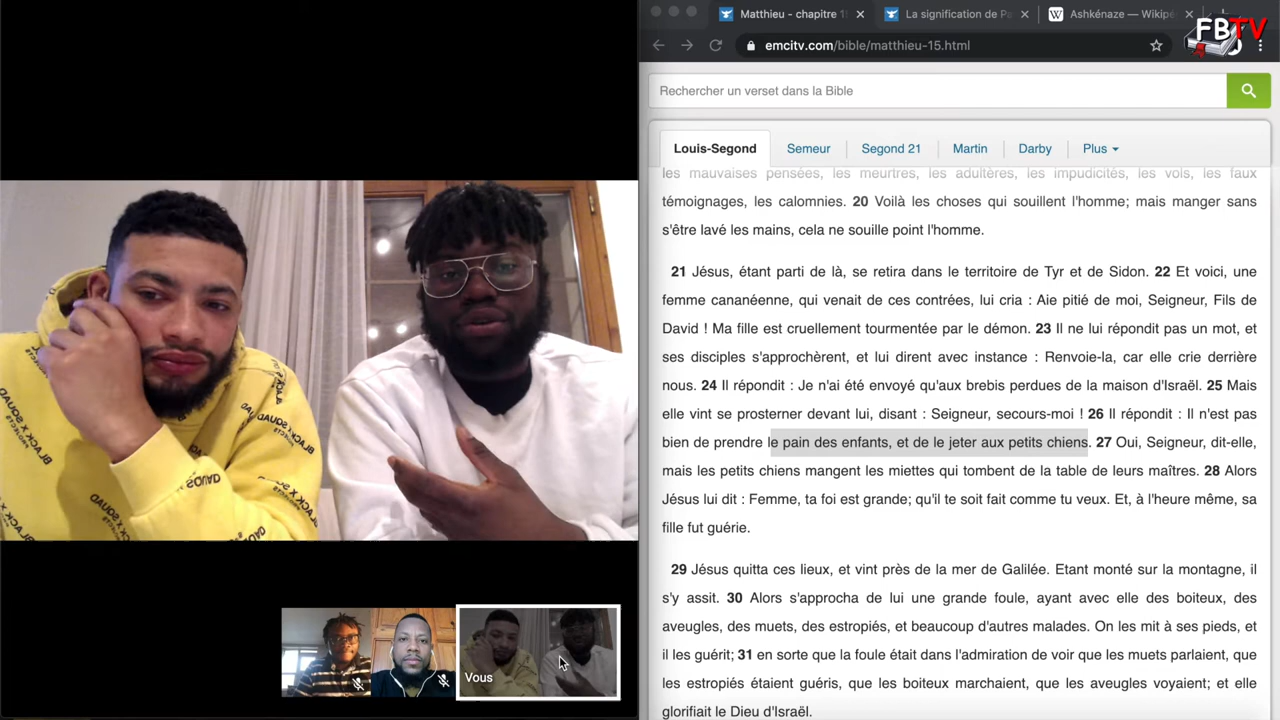 Matthieu - chapitre 15
La signification de Pa
Ashkénaze — Wikipé
FBTV
emcitv.com/bible/matthieu-15.html
Rechercher un verset dans la Bible
Louis-Segond
Semeur
Segond 21
Martin
Darby
Plus
les mauvaises pensées, les meurtres, les adultères, les impudicités, les vols, les faux
témoignages, les calomnies. 20 Voilà les choses qui souillent l'homme; mais manger sans
s'être lavé les mains, cela ne souille point l'homme.
21 Jésus, étant parti de là, se retira dans le territoire de Tyr et de Sidon. 22 Et voici, une
femme cananéenne, qui venait de ces contrées, lui cria : Aie pitié de moi, Seigneur, Fils de
David ! Ma fille est cruellement tourmentée par le démon. 23 Il ne lui répondit pas un mot, et
ses disciples s'approchèrent, et lui dirent avec instance : Renvoie-la, car elle crie derrière
nous. 24 Il répondit : Je n'ai été envoyé qu'aux brebis perdues de la maison d'Israël. 25 Mais
elle vint se prosterner devant lui, disant : Seigneur, secours-moi ! 26 Il répondit : Il n'est pas
bien de prendre le pain des enfants, et de le jeter aux petits chiens. 27 Oui, Seigneur, dit-elle,
mais les petits chiens mangent les miettes qui tombent de la table de leurs maîtres. 28 Alors
Jésus lui dit : Femme, ta foi est grande; qu'il te soit fait comme tu veux. Et, à l'heure même, sa
fille fut guérie.
29 Jésus quitta ces lieux, et vint près de la mer de Galilée. Etant monté sur la montagne, il
s'y assit. 30 Alors s'approcha de lui une grande foule, ayant avec elle des boiteux, des
aveugles, des muets, des estropiés, et beaucoup d'autres malades. On les mit à ses pieds, et
il les guérit; 31 en sorte que la foule était dans l'admiration de voir que les muets parlaient, que
les estropiés étaient guéris, que les boiteux marchaient, que les aveugles voyaient; et elle
glorifiait le Dieu d'Israël.
BLACK X SQUAD
PROJECTS
Vous